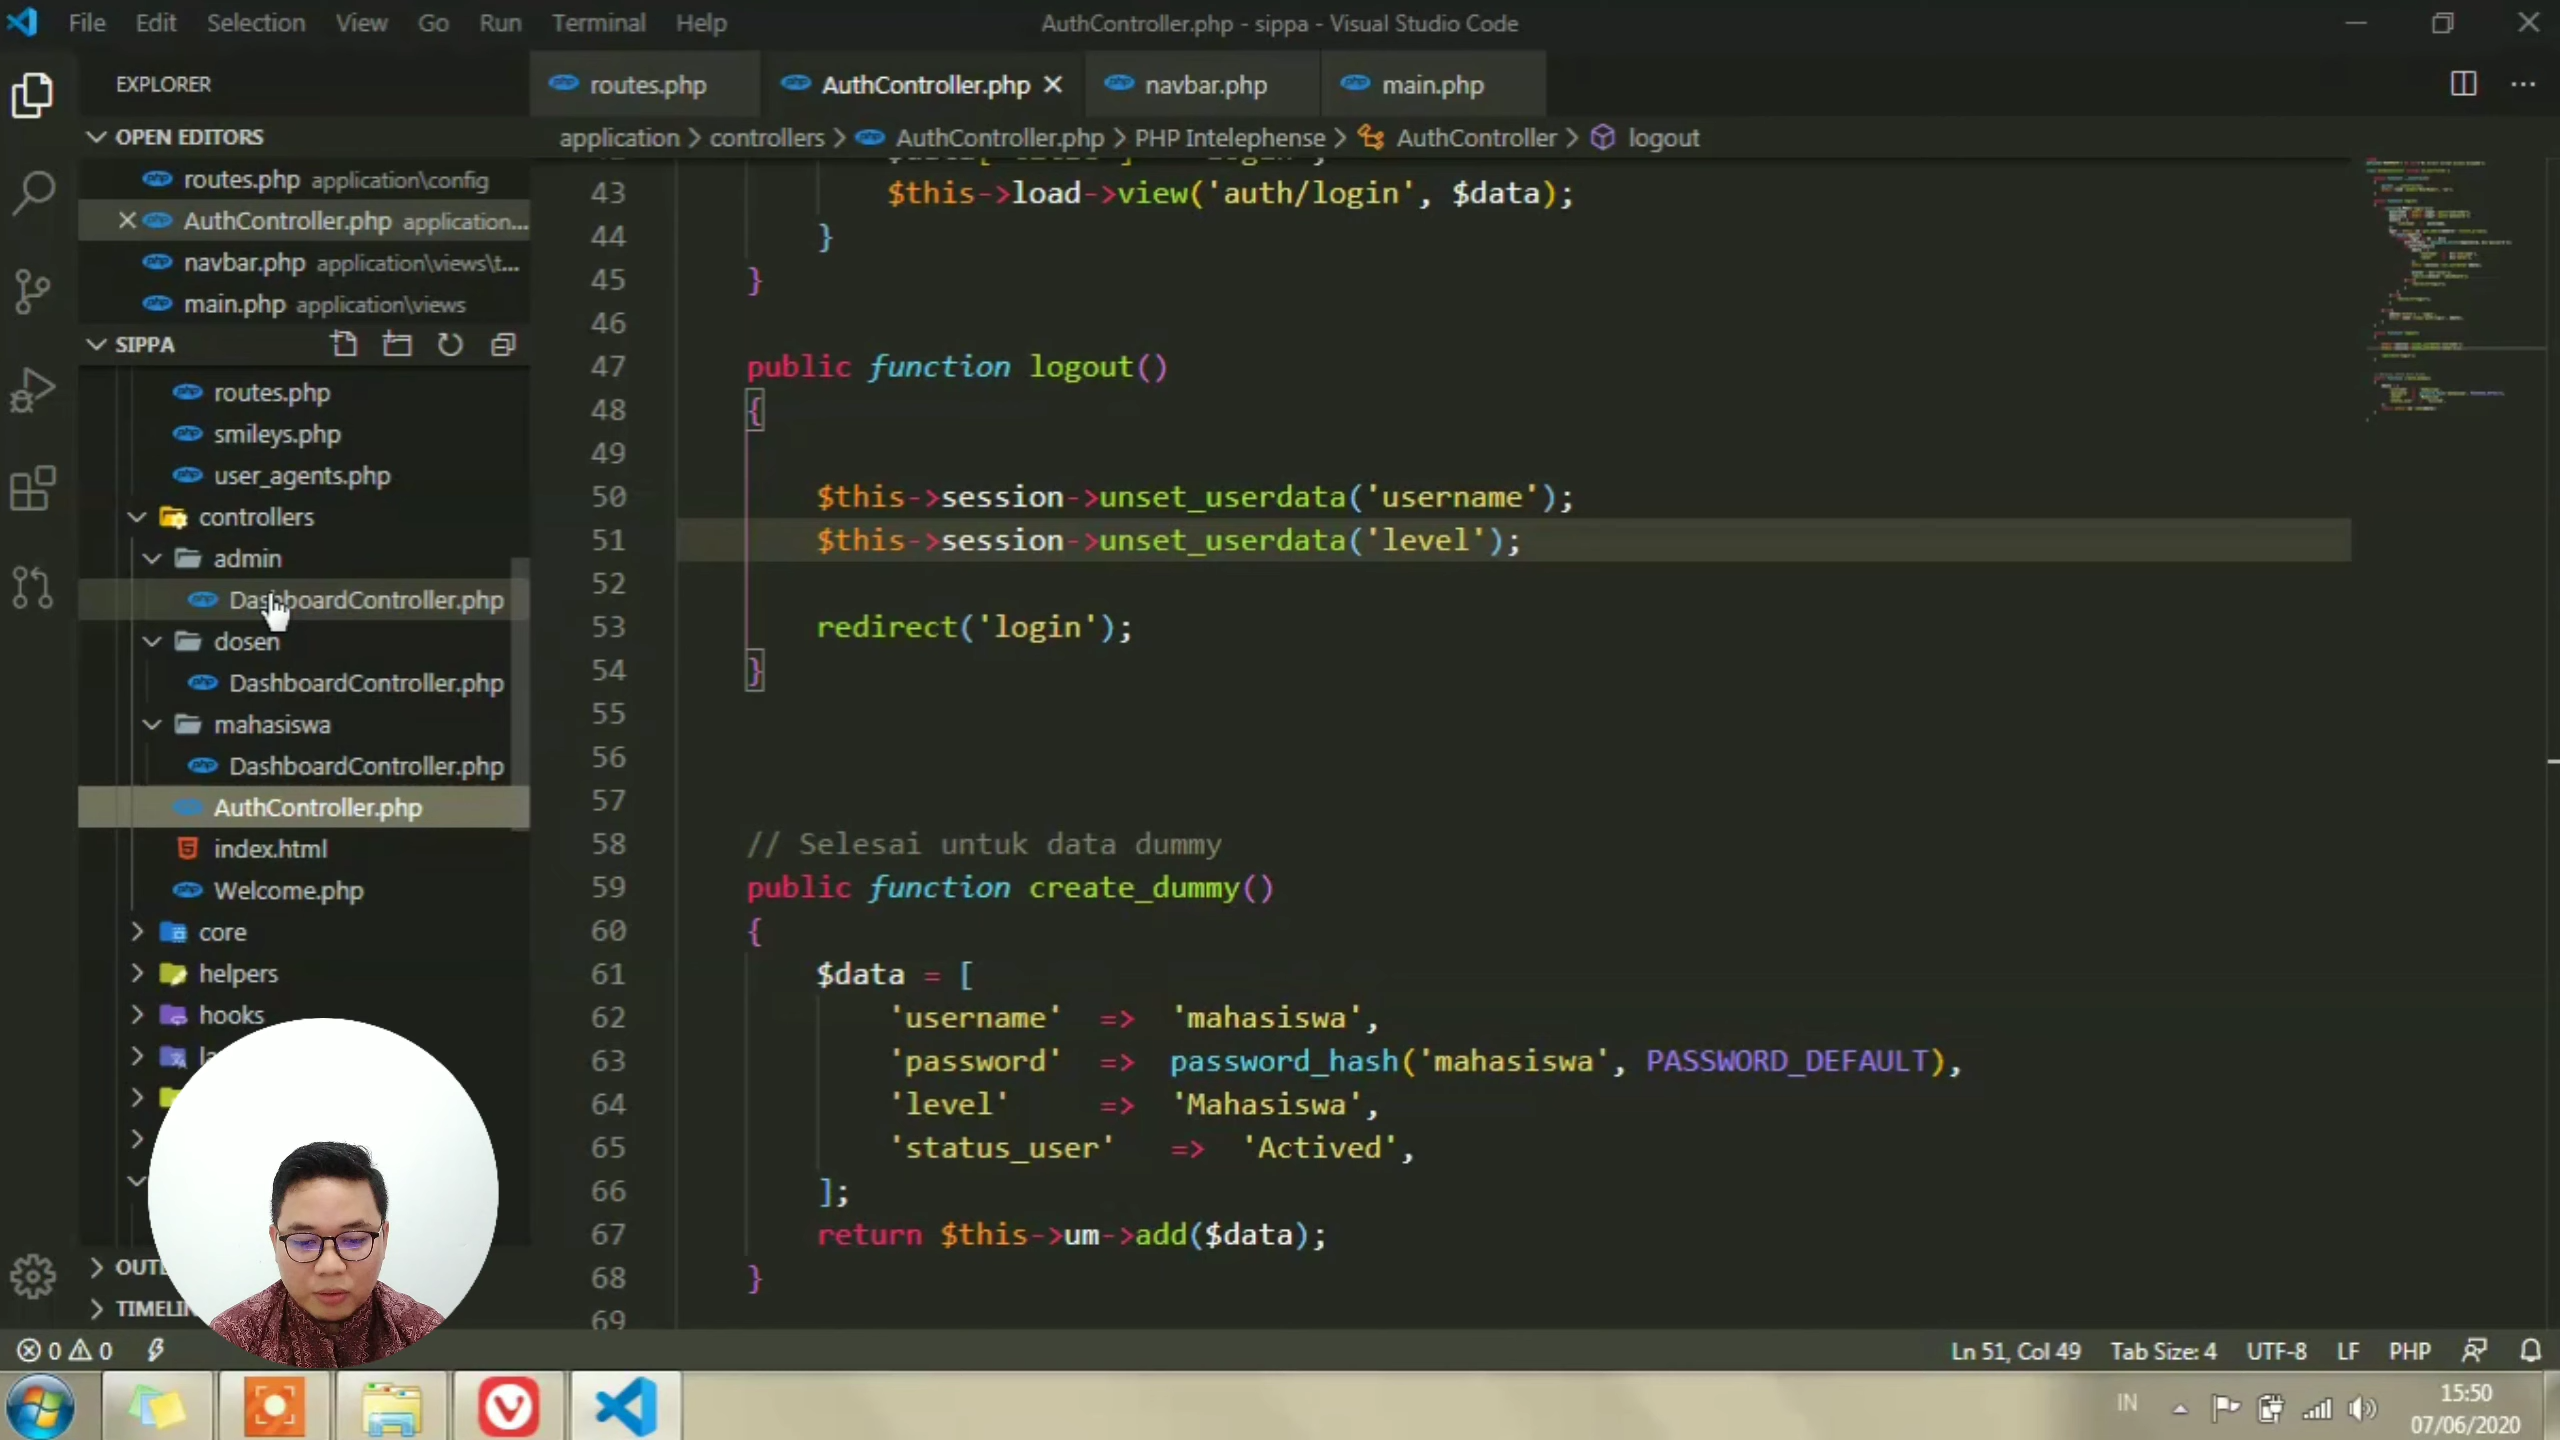 File Edit Selection View Go Run Terminal Help
AuthController.php - sippa - Visual Studio Code
EXPLORER
routes.php
AuthController.php
navbar.php
main.php
OPEN EDITORS
routes.php application\config
AuthController.php application...
navbar.php application\views\t...
main.php application\views
SIPPA
routes.php
smileys.php
user_agents.php
controllers
admin
DashboardController.php
dosen
DashboardController.php
mahasiswa
DashboardController.php
AuthController.php
index.html
Welcome.php
core
helpers
hooks
application > controllers > AuthController.php > PHP Intelephense > AuthController > logout
43 $this->load->view('auth/login', $data);
44 }
45 }
46
47 public function logout()
48 {
49
50 $this->session->unset_userdata('username');
51 $this->session->unset_userdata('level');
52
53 redirect('login');
54 }
55
56
57
58 // Selesai untuk data dummy
59 public function create_dummy()
60 {
61 $data = [
62 'username' => 'mahasiswa',
63 'password' => password_hash('mahasiswa', PASSWORD_DEFAULT),
64 'level' => 'Mahasiswa',
65 'status_user' => 'Actived',
66 ];
67 return $this->um->add($data);
68 }
69
0 0
Ln 51, Col 49 Tab Size: 4 UTF-8 LF PHP
IN
15:50
07/06/2020